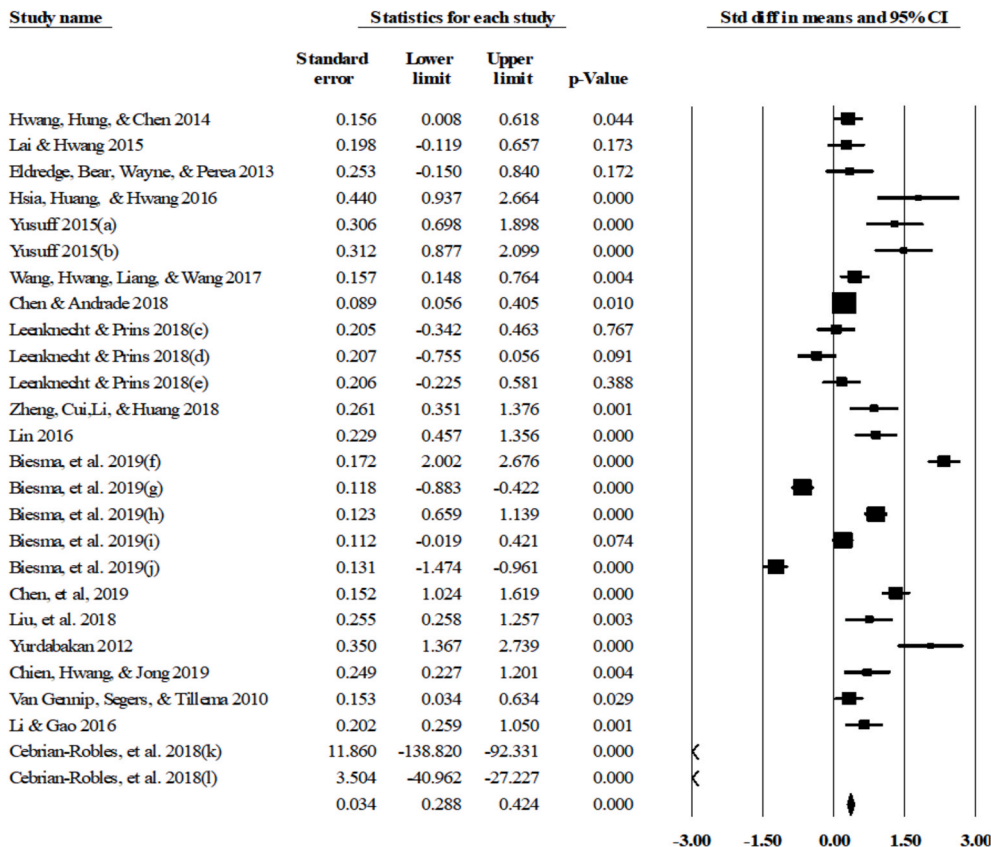 Study name Statistics for each study Std diff in means and 95% CI
Standard error Lower limit Upper limit p-Value
Hwang, Hung, & Chen 2014 0.156 0.008 0.618 0.044
Lai & Hwang 2015 0.198 -0.119 0.657 0.173
Eldredge, Bear, Wayne, & Perea 2013 0.253 -0.150 0.840 0.172
Hsia, Huang, & Hwang 2016 0.440 0.937 2.664 0.000
Yusuff 2015(a) 0.306 0.698 1.898 0.000
Yusuff 2015(b) 0.312 0.877 2.099 0.000
Wang, Hwang, Liang, & Wang 2017 0.157 0.148 0.764 0.004
Chen & Andrade 2018 0.089 0.056 0.405 0.010
Leenknecht & Prins 2018(c) 0.205 -0.342 0.463 0.767
Leenknecht & Prins 2018(d) 0.207 -0.755 0.056 0.091
Leenknecht & Prins 2018(e) 0.206 -0.225 0.581 0.388
Zheng, Cui,Li, & Huang 2018 0.261 0.351 1.376 0.001
Lin 2016 0.229 0.457 1.356 0.000
Biesma, et al. 2019(f) 0.172 2.002 2.676 0.000
Biesma, et al. 2019(g) 0.118 -0.883 -0.422 0.000
Biesma, et al. 2019(h) 0.123 0.659 1.139 0.000
Biesma, et al. 2019(i) 0.112 -0.019 0.421 0.074
Biesma, et al. 2019(j) 0.131 -1.474 -0.961 0.000
Chen, et al, 2019 0.152 1.024 1.619 0.000
Liu, et al. 2018 0.255 0.258 1.257 0.003
Yurdabakan 2012 0.350 1.367 2.739 0.000
Chien, Hwang, & Jong 2019 0.249 0.227 1.201 0.004
Van Gennip, Segers, & Tillema 2010 0.153 0.034 0.634 0.029
Li & Gao 2016 0.202 0.259 1.050 0.001
Cebrian-Robles, et al. 2018(k) 11.860 -138.820 -92.331 0.000
Cebrian-Robles, et al. 2018(l) 3.504 -40.962 -27.227 0.000
0.034 0.288 0.424 0.000
-3.00 -1.50 0.00 1.50 3.00